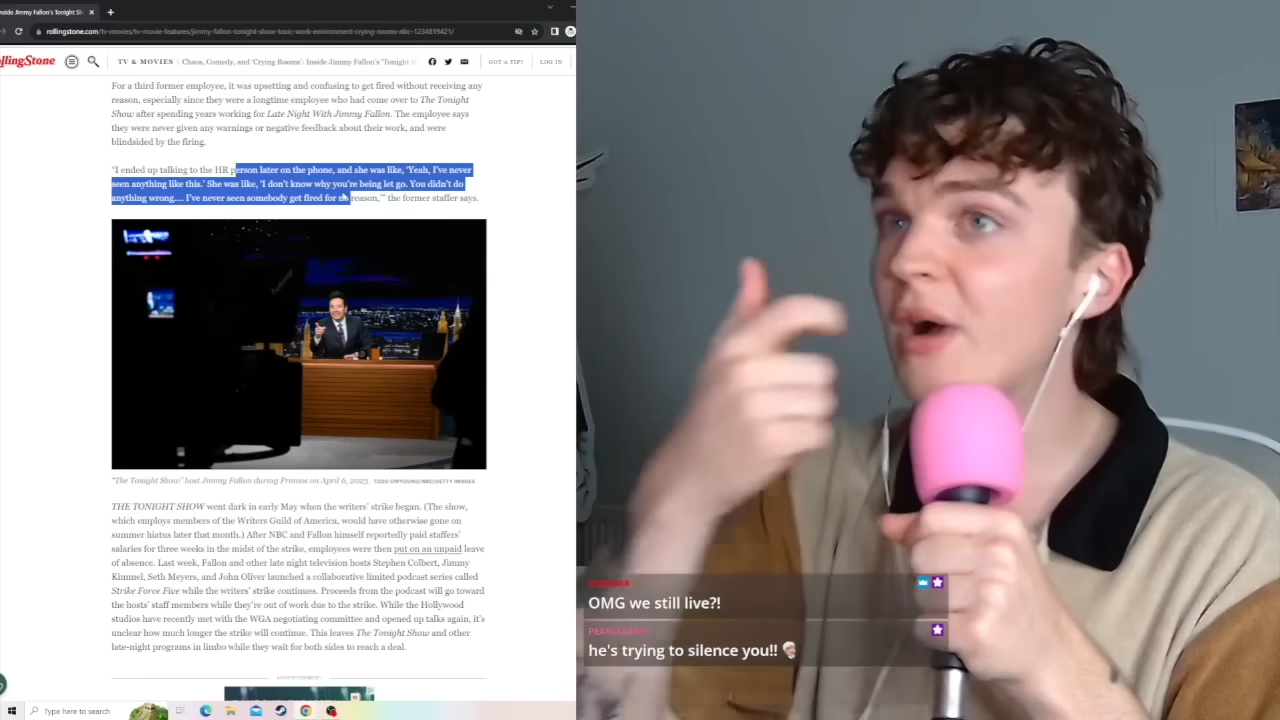 nside Jimmy Fallon's Tonight Sh
rollingstone.com/tv-movies/tv-movie-features/jimmy-fallon-tonight-show-toxic-work-environment-crying-rooms-nbc-1234819421/
llingStone
TV & MOVIES
Chaos, Comedy, and 'Crying Rooms': Inside Jimmy Fallon's 'Tonight S
GOT A TIP?
LOG IN
For a third former employee, it was upsetting and confusing to get fired without receiving any
reason, especially since they were a longtime employee who had come over to The Tonight
Show after spending years working for Late Night With Jimmy Fallon. The employee says
they were never given any warnings or negative feedback about their work, and were
blindsided by the firing.
"I ended up talking to the HR person later on the phone, and she was like, 'Yeah, I've never
seen anything like this.' She was like, 'I don't know why you're being let go. You didn't do
anything wrong.... I've never seen somebody get fired for no reason,'" the former staffer says.
"The Tonight Show" host Jimmy Fallon during Promos on April 6, 2023. TODD OWYOUNG/NBC/GETTY IMAGES
THE TONIGHT SHOW went dark in early May when the writers' strike began. (The show,
which employs members of the Writers Guild of America, would have otherwise gone on
summer hiatus later that month.) After NBC and Fallon himself reportedly paid staffers'
salaries for three weeks in the midst of the strike, employees were then put on an unpaid leave
of absence. Last week, Fallon and other late night television hosts Stephen Colbert, Jimmy
Kimmel, Seth Meyers, and John Oliver launched a collaborative limited podcast series called
Strike Force Five while the writers' strike continues. Proceeds from the podcast will go toward
the hosts' staff members while they're out of work due to the strike. While the Hollywood
studios have recently met with the WGA negotiating committee and opened up talks again, it's
unclear how much longer the strike will continue. This leaves The Tonight Show and other
late-night programs in limbo while they wait for both sides to reach a deal.
ADVERTISEMENT
Type here to search
OMG we still live?!
he's trying to silence you!!